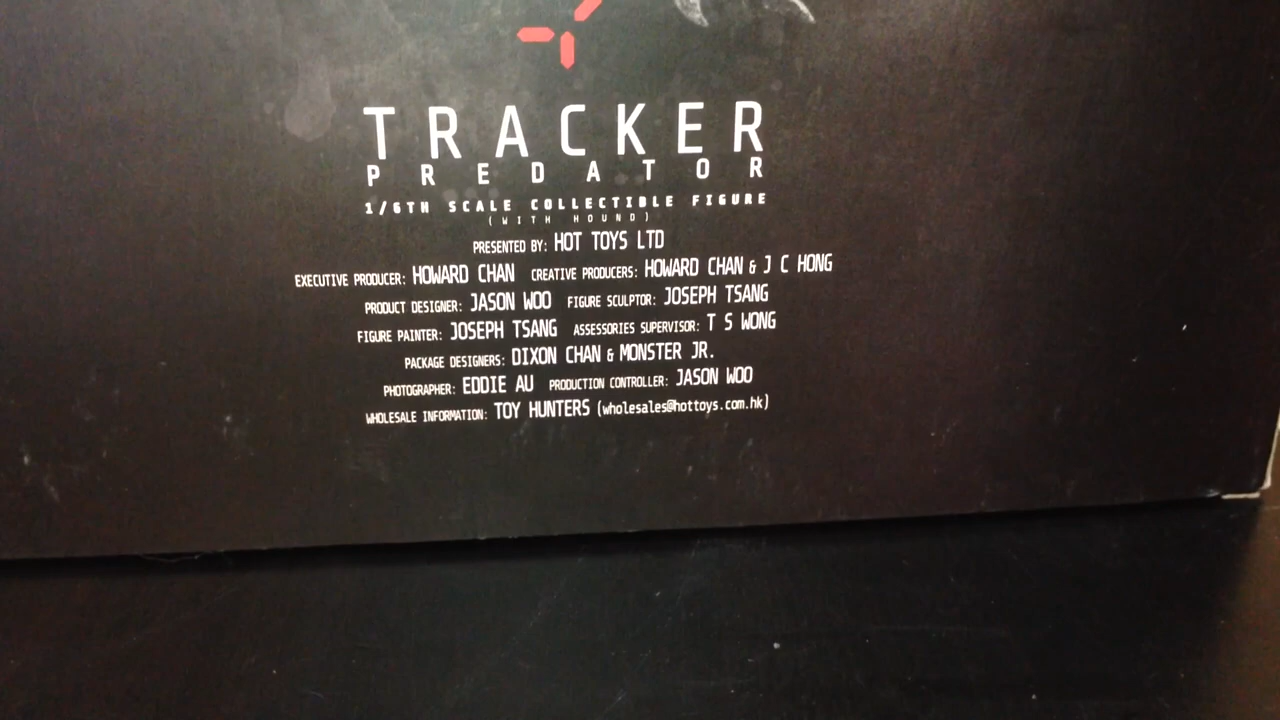 TRACKER
PREDATOR
1/6TH SCALE COLLECTIBLE FIGURE
(WITH HOUND)
PRESENTED BY: HOT TOYS LTD
EXECUTIVE PRODUCER: HOWARD CHAN CREATIVE PRODUCERS: HOWARD CHAN & J C HONG
PRODUCT DESIGNER: JASON WOO FIGURE SCULPTOR: JOSEPH TSANG
FIGURE PAINTER: JOSEPH TSANG ASSESSORIES SUPERVISOR: T S WONG
PACKAGE DESIGNERS: DIXON CHAN & MONSTER JR.
PHOTOGRAPHER: EDDIE AU PRODUCTION CONTROLLER: JASON WOO
WHOLESALE INFORMATION: TOY HUNTERS (wholesales@hottoys.com.hk)